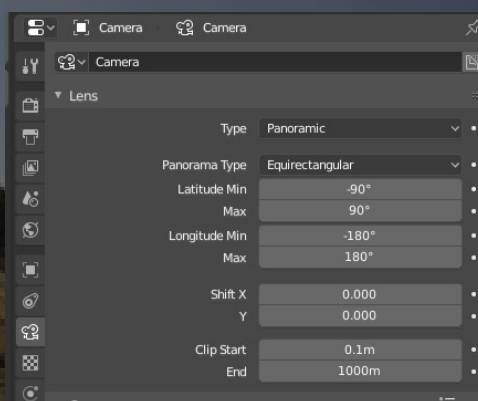 Camera Camera
Camera
Lens
Type Panoramic
Panorama Type Equirectangular
Latitude Min -90°
Max 90°
Longitude Min -180°
Max 180°
Shift X 0.000
Y 0.000
Clip Start 0.1m
End 1000m